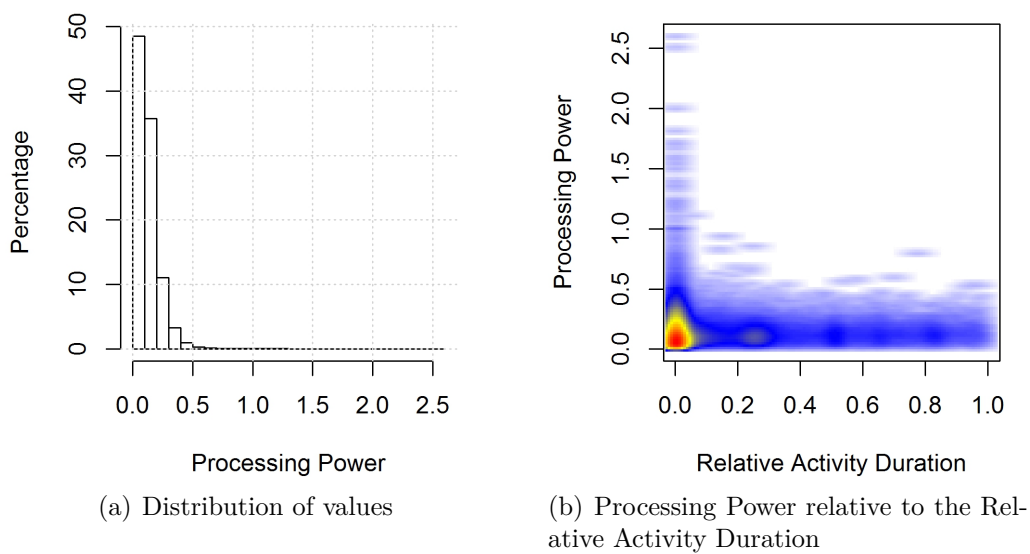 Percentage
50
40
30
20
10
0
0.0 0.5 1.0 1.5 2.0 2.5
Processing Power
(a) Distribution of values
Processing Power
2.5
2.0
1.5
1.0
0.5
0.0
0.0 0.2 0.4 0.6 0.8 1.0
Relative Activity Duration
(b) Processing Power relative to the Rel-
ative Activity Duration